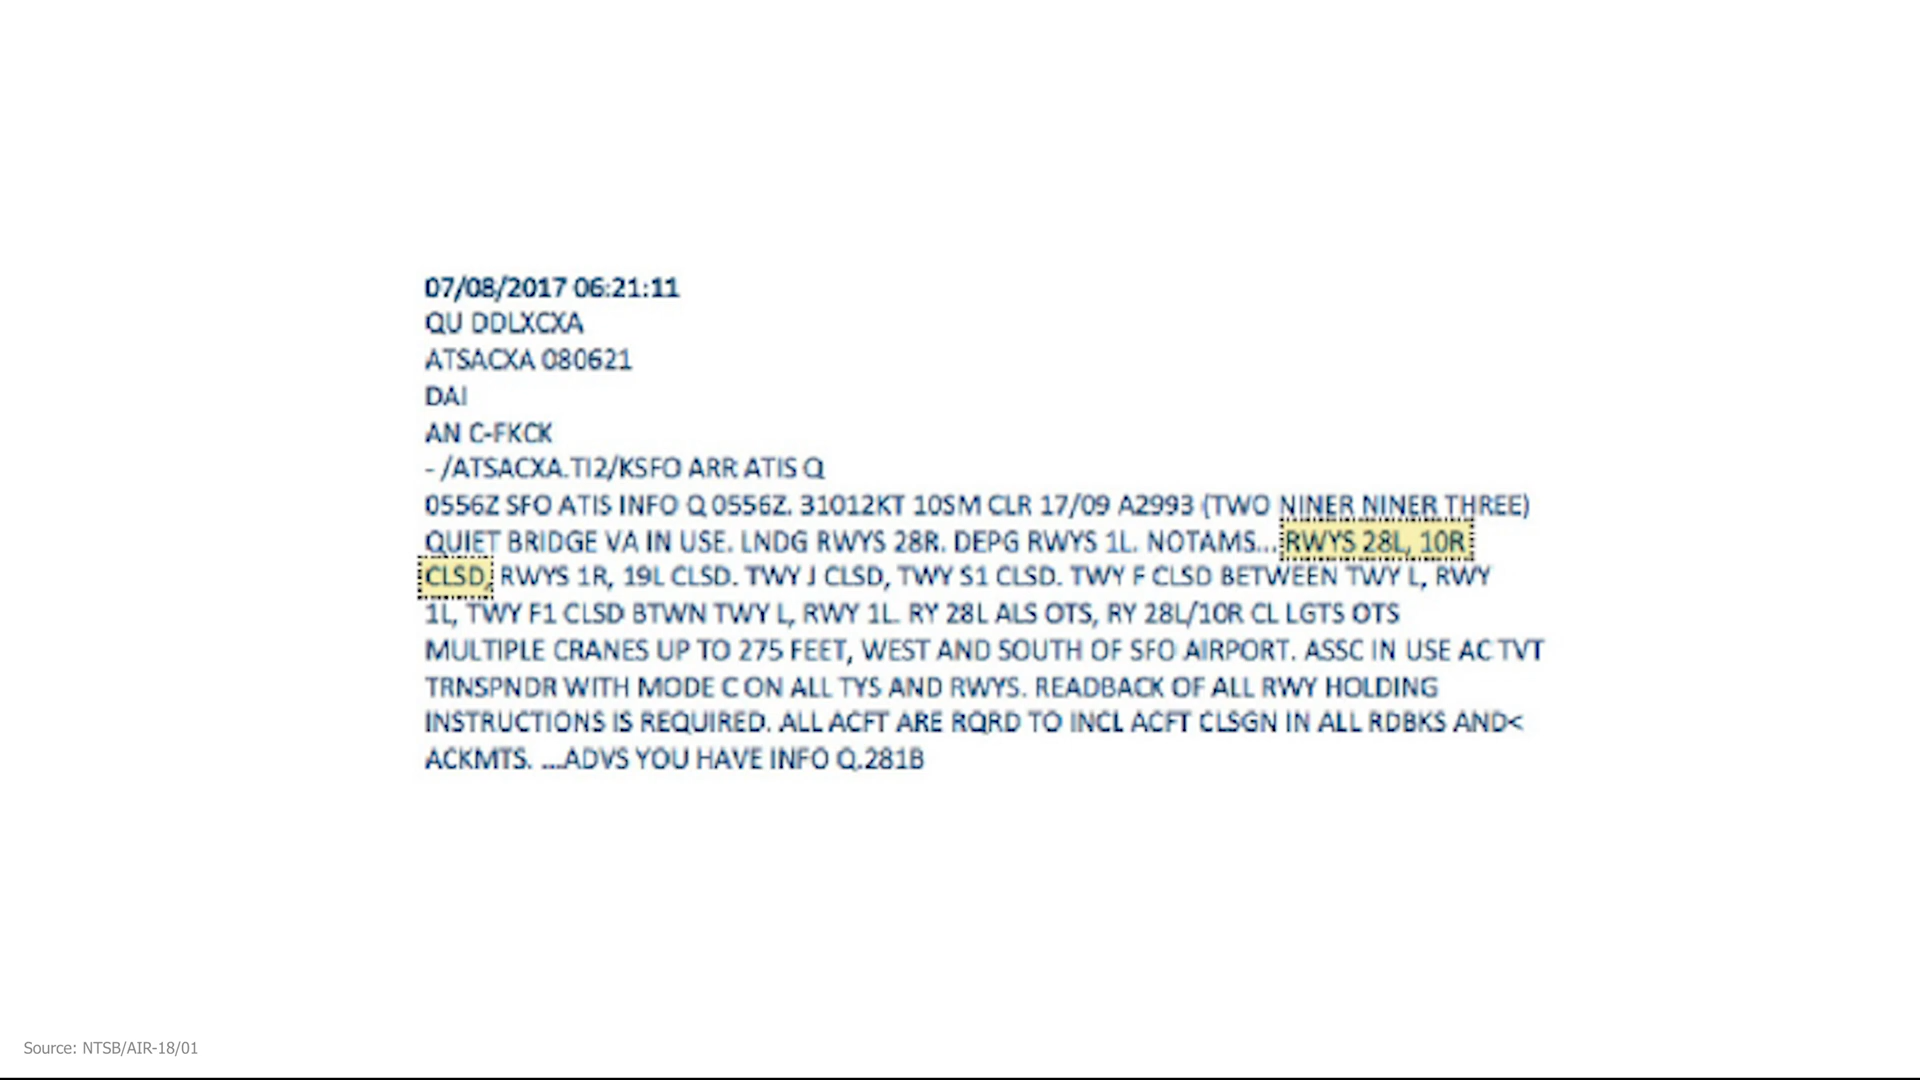 07/08/2017 06:21:11
QU DDLXCXA
ATSACXA 080621
DAI
AN C-FKCK
- /ATSACXA.TI2/KSFO ARR ATIS Q
0556Z SFO ATIS INFO Q 0556Z. 31012KT 10SM CLR 17/09 A2993 (TWO NINER NINER THREE)
QUIET BRIDGE VA IN USE. LNDG RWYS 28R. DEPG RWYS 1L. NOTAMS... RWYS 28L, 10R
CLSD, RWYS 1R, 19L CLSD. TWY J CLSD, TWY S1 CLSD. TWY F CLSD BETWEEN TWY L, RWY
1L, TWY F1 CLSD BTWN TWY L, RWY 1L. RY 28L ALS OTS, RY 28L/10R CL LGTS OTS
MULTIPLE CRANES UP TO 275 FEET, WEST AND SOUTH OF SFO AIRPORT. ASSC IN USE AC TVT
TRNSPNDR WITH MODE C ON ALL TYS AND RWYS. READBACK OF ALL RWY HOLDING
INSTRUCTIONS IS REQUIRED. ALL ACFT ARE RQRD TO INCL ACFT CLSGN IN ALL RDBKS AND<
ACKMTS. ...ADVS YOU HAVE INFO Q.281B
Source: NTSB/AIR-18/01